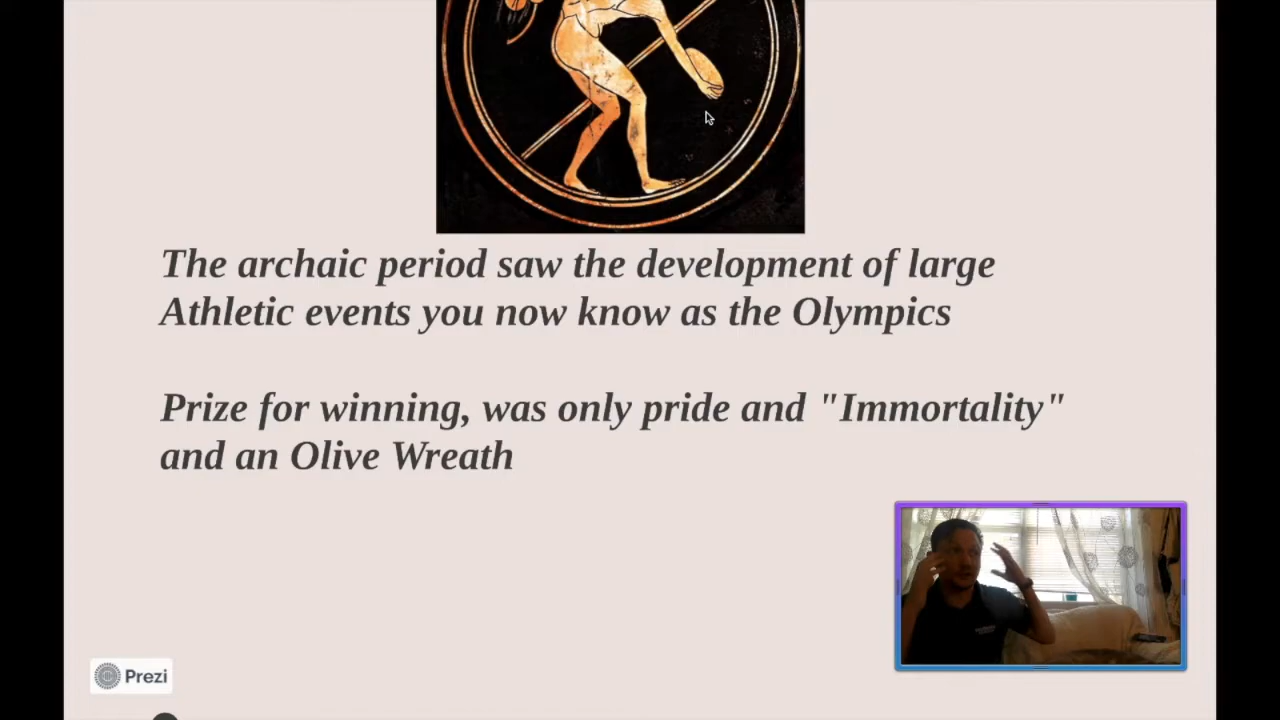 The archaic period saw the development of large
Athletic events you now know as the Olympics
Prize for winning, was only pride and "Immortality"
and an Olive Wreath
Prezi